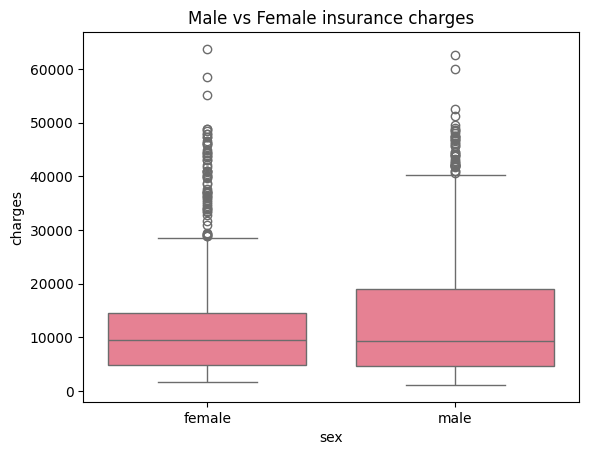 Male vs Female insurance charges
60000
50000
40000
30000
20000
10000
0
charges
female
male
sex